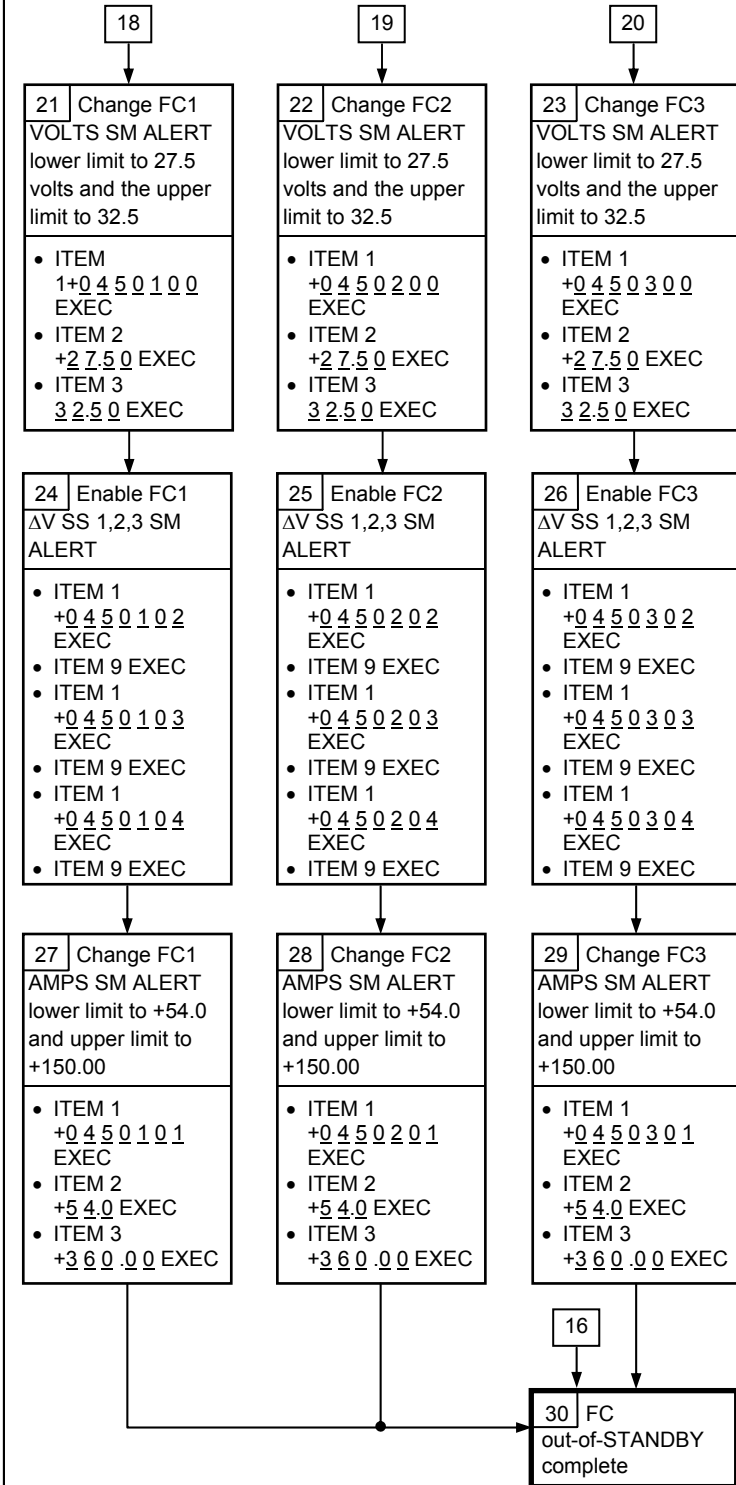 18
19
20
21 Change FC1
VOLTS SM ALERT
lower limit to 27.5
volts and the upper
limit to 32.5
• ITEM
1+0 4 5 0 1 0 0
EXEC
• ITEM 2
+2 7.5 0 EXEC
• ITEM 3
3 2.5 0 EXEC
22 Change FC2
VOLTS SM ALERT
lower limit to 27.5
volts and the upper
limit to 32.5
• ITEM 1
+0 4 5 0 2 0 0
EXEC
• ITEM 2
+2 7.5 0 EXEC
• ITEM 3
3 2.5 0 EXEC
23 Change FC3
VOLTS SM ALERT
lower limit to 27.5
volts and the upper
limit to 32.5
• ITEM 1
+0 4 5 0 3 0 0
EXEC
• ITEM 2
+2 7.5 0 EXEC
• ITEM 3
3 2.5 0 EXEC
24 Enable FC1
∆V SS 1,2,3 SM
ALERT
• ITEM 1
+0 4 5 0 1 0 2
EXEC
• ITEM 9 EXEC
• ITEM 1
+0 4 5 0 1 0 3
EXEC
• ITEM 9 EXEC
• ITEM 1
+0 4 5 0 1 0 4
EXEC
• ITEM 9 EXEC
25 Enable FC2
∆V SS 1,2,3 SM
ALERT
• ITEM 1
+0 4 5 0 2 0 2
EXEC
• ITEM 9 EXEC
• ITEM 1
+0 4 5 0 2 0 3
EXEC
• ITEM 9 EXEC
• ITEM 1
+0 4 5 0 2 0 4
EXEC
• ITEM 9 EXEC
26 Enable FC3
∆V SS 1,2,3 SM
ALERT
• ITEM 1
+0 4 5 0 3 0 2
EXEC
• ITEM 9 EXEC
• ITEM 1
+0 4 5 0 3 0 3
EXEC
• ITEM 9 EXEC
• ITEM 1
+0 4 5 0 3 0 4
EXEC
• ITEM 9 EXEC
27 Change FC1
AMPS SM ALERT
lower limit to +54.0
and upper limit to
+150.00
• ITEM 1
+0 4 5 0 1 0 1
EXEC
• ITEM 2
+5 4.0 EXEC
• ITEM 3
+3 6 0 .0 0 EXEC
28 Change FC2
AMPS SM ALERT
lower limit to +54.0
and upper limit to
+150.00
• ITEM 1
+0 4 5 0 2 0 1
EXEC
• ITEM 2
+5 4.0 EXEC
• ITEM 3
+3 6 0 .0 0 EXEC
29 Change FC3
AMPS SM ALERT
lower limit to +54.0
and upper limit to
+150.00
• ITEM 1
+0 4 5 0 3 0 1
EXEC
• ITEM 2
+5 4.0 EXEC
• ITEM 3
+3 6 0 .0 0 EXEC
16
30 FC
out-of-STANDBY
complete